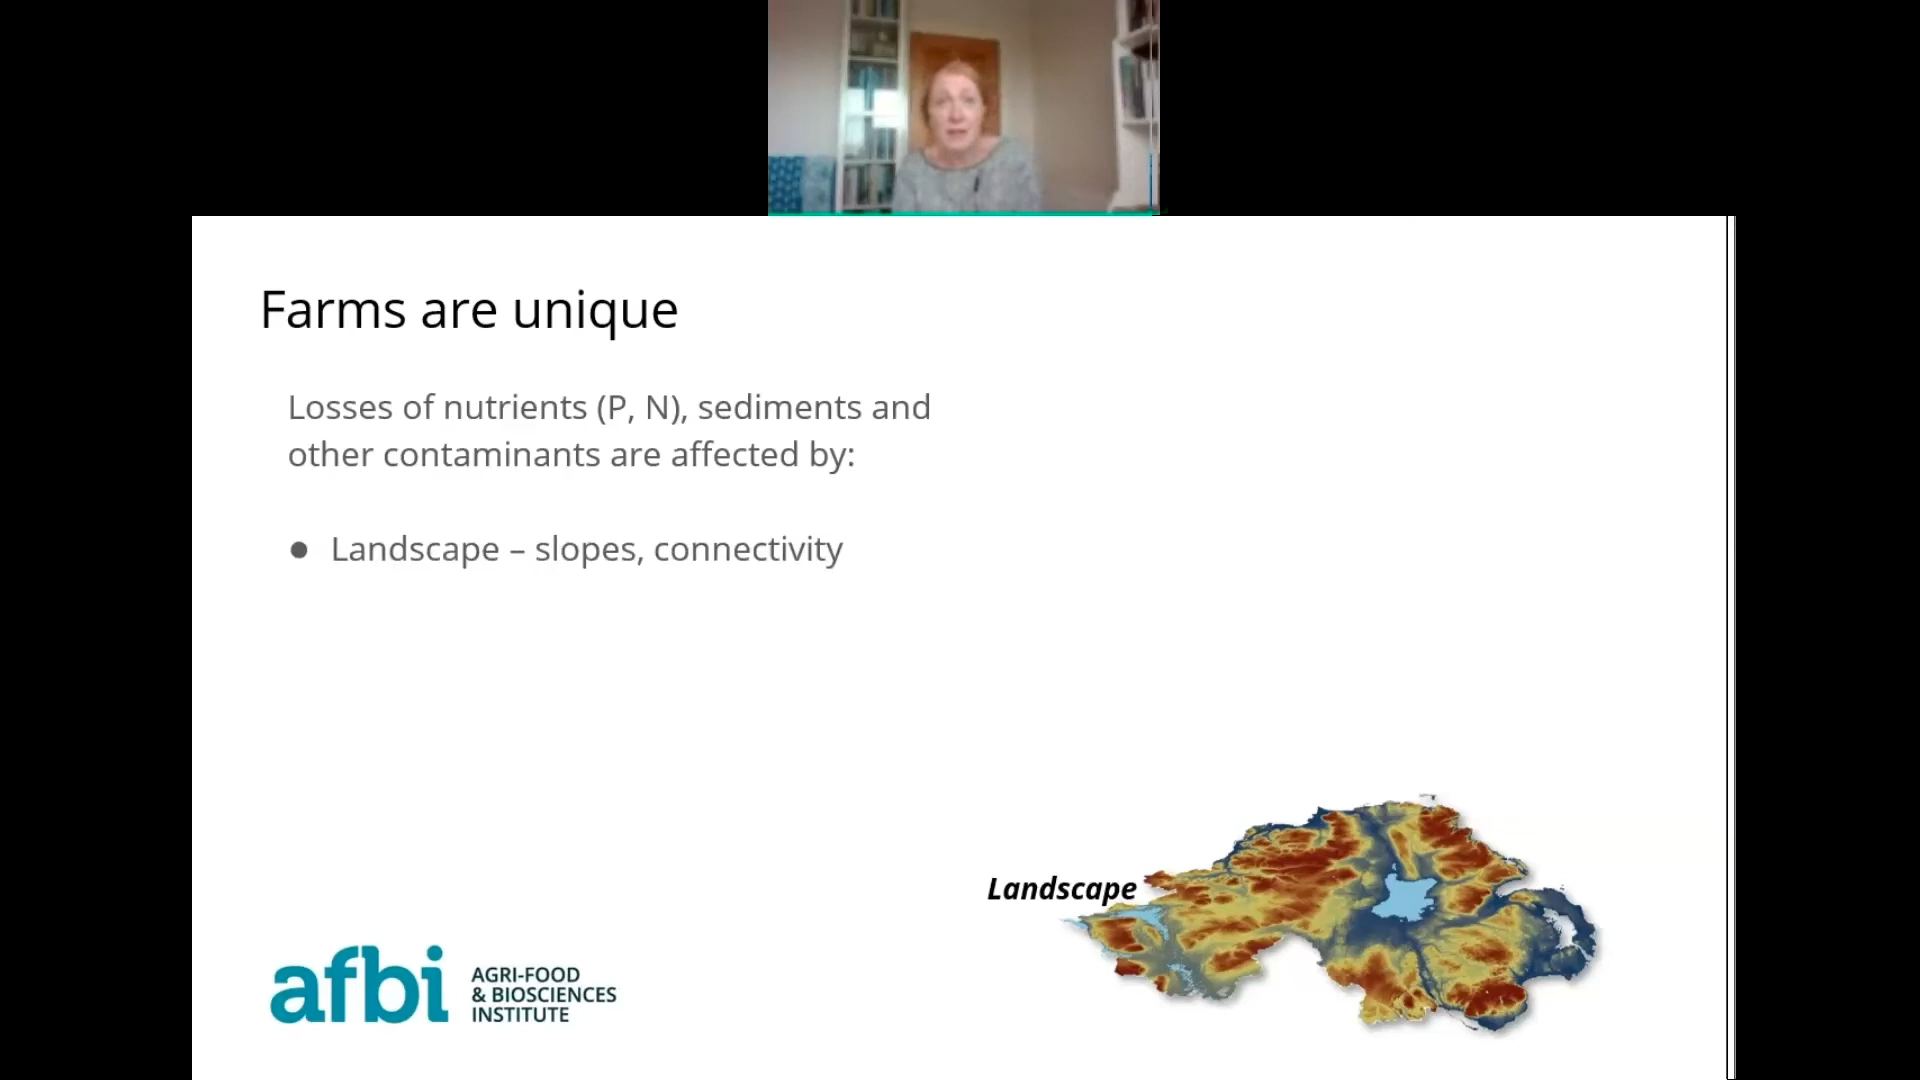 Farms are unique
Losses of nutrients (P, N), sediments and
other contaminants are affected by:
● Landscape – slopes, connectivity
Landscape
afbi
AGRI-FOOD
& BIOSCIENCES
INSTITUTE